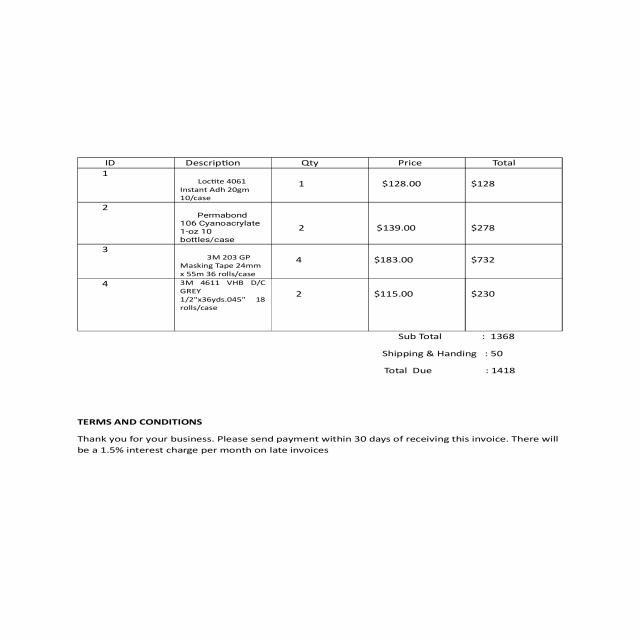 ID Description Qty Price Total
1
Loctite 4061
Instant Adh 20gm
10/case
1 $128.00 $128
2
Permabond
106 Cyanoacrylate
1-oz 10
bottles/case
2 $139.00 $278
3
3M 203 GP
Masking Tape 24mm
x 55m 36 rolls/case
4 $183.00 $732
4
3M 4611 VHB D/C
GREY
1/2"x36yds.045" 18
rolls/case
2 $115.00 $230
Sub Total : 1368
Shipping & Handing : 50
Total Due : 1418
TERMS AND CONDITIONS
Thank you for your business. Please send payment within 30 days of receiving this invoice. There will
be a 1.5% interest charge per month on late invoices